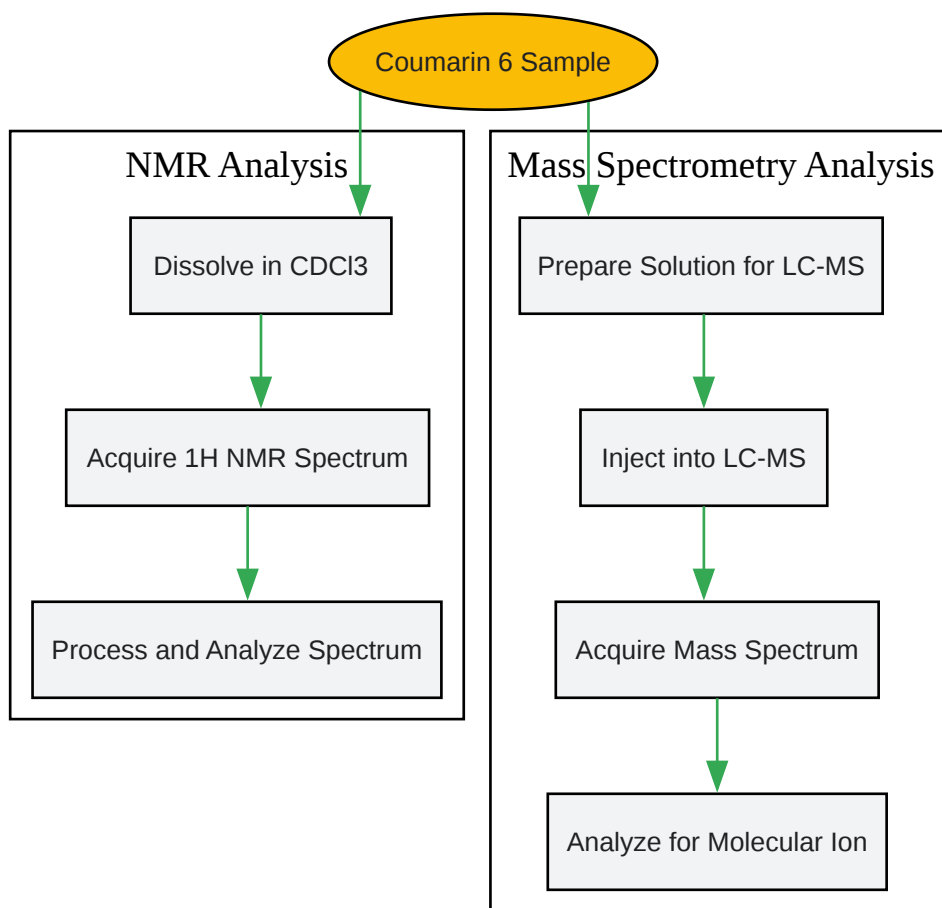 Coumarin 6 Sample
NMR Analysis
Dissolve in CDCl3
Acquire 1H NMR Spectrum
Process and Analyze Spectrum
Mass Spectrometry Analysis
Prepare Solution for LC-MS
Inject into LC-MS
Acquire Mass Spectrum
Analyze for Molecular Ion